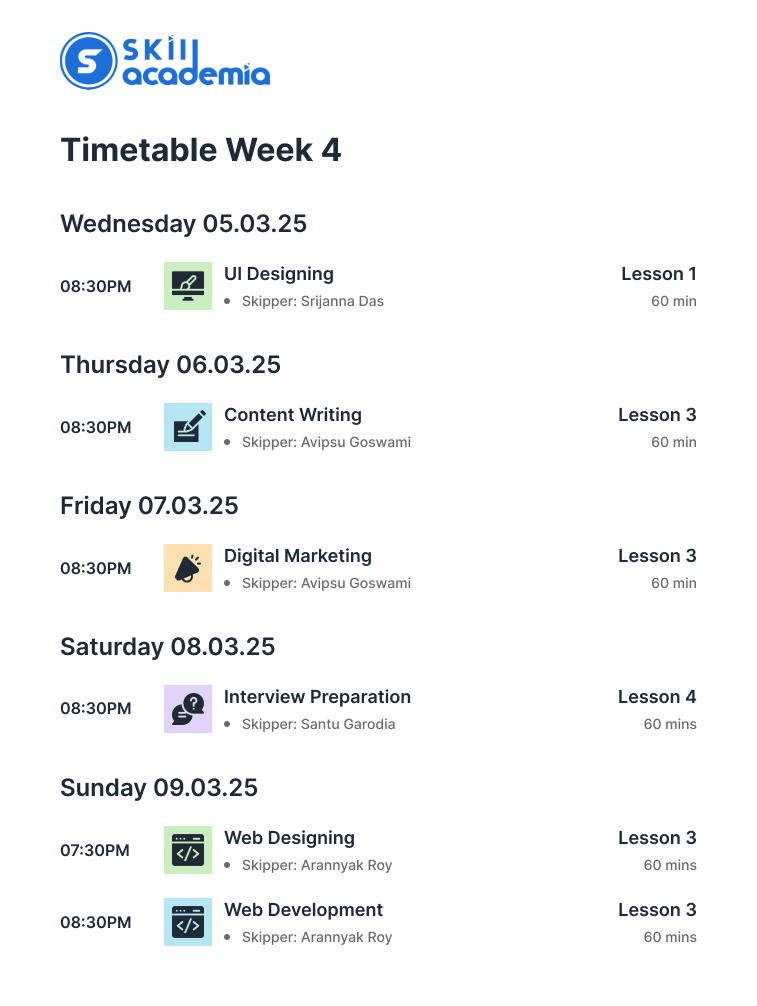 SKill
academia
Timetable Week 4
Wednesday 05.03.25
08:30PM
UI Designing
Lesson 1
Skipper: Srijanna Das
60 min
Thursday 06.03.25
08:30PM
Content Writing
Lesson 3
Skipper: Avipsu Goswami
60 min
Friday 07.03.25
08:30PM
Digital Marketing
Lesson 3
Skipper: Avipsu Goswami
60 min
Saturday 08.03.25
08:30PM
Interview Preparation
Lesson 4
Skipper: Santu Garodia
60 mins
Sunday 09.03.25
07:30PM
Web Designing
Lesson 3
Skipper: Arannyak Roy
60 mins
08:30PM
Web Development
Lesson 3
Skipper: Arannyak Roy
60 mins